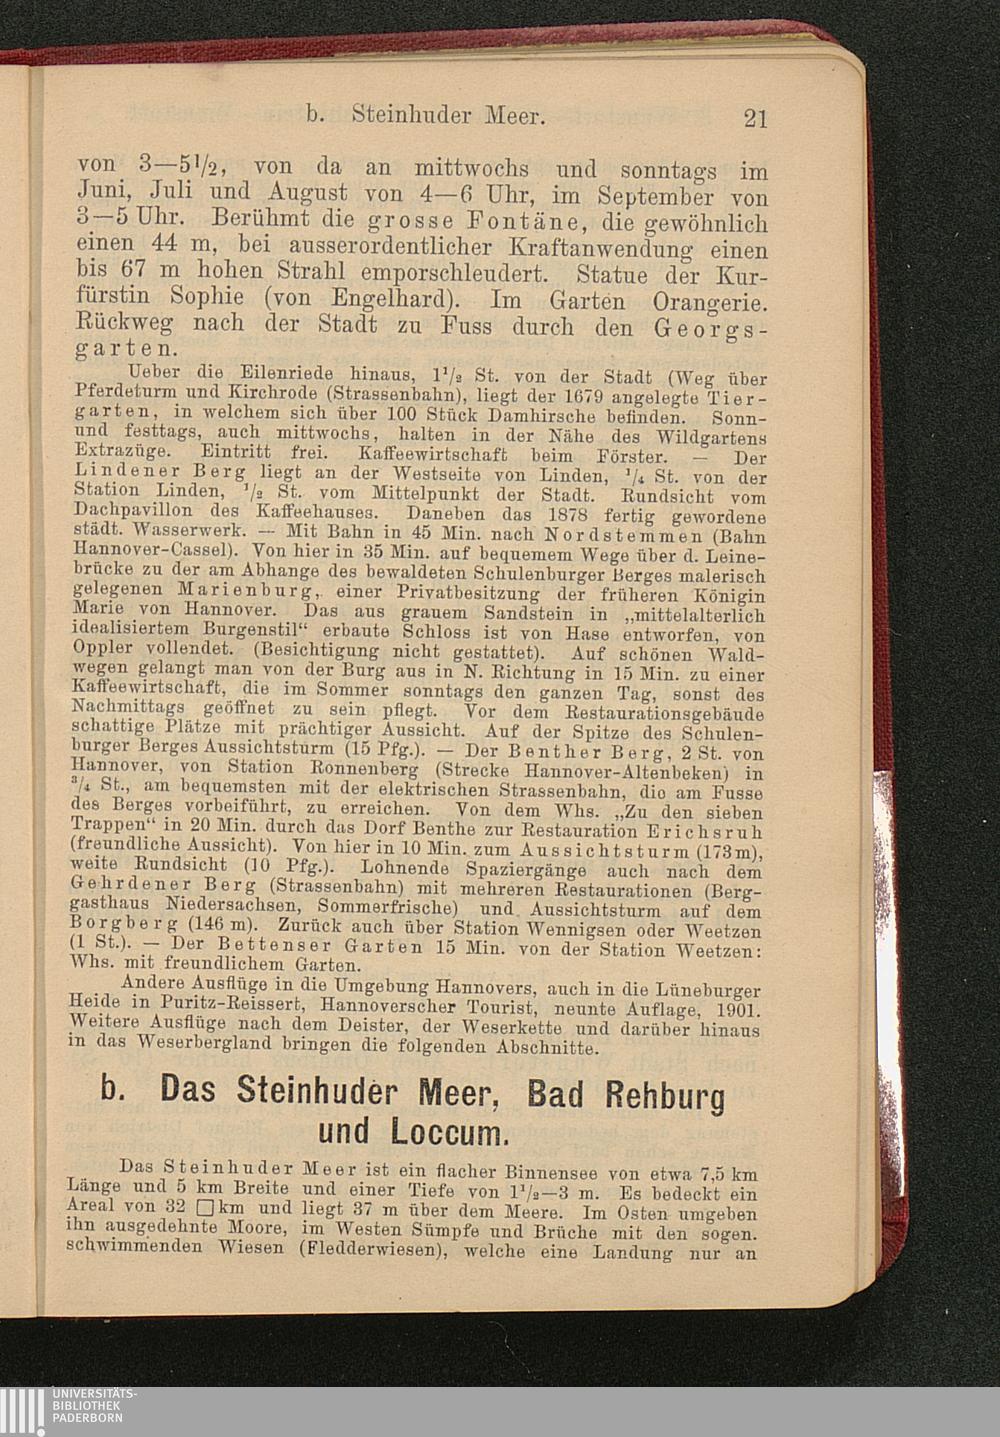 b. Steinhuder Meer. 21
von 3—5½, von da an mittwochs und sonntags im
Juni, Juli und August von 4—6 Uhr, im September von
3—5 Uhr. Berühmt die grosse Fontäne, die gewöhnlich
einen 44 m, bei ausserordentlicher Kraftanwendung einen
bis 67 m hohen Strahl emporschleudert. Statue der Kur-
fürstin Sophie (von Engelhard). Im Garten Orangerie.
Rückweg nach der Stadt zu Fuss durch den Georgs-
garten.
Ueber die Eilenriede hinaus, 1½ St. von der Stadt (Weg über
Pferdeturm und Kirchrode (Strassenbahn), liegt der 1679 angelegte Tier-
garten, in welchem sich über 100 Stück Damhirsche befinden. Sonn-
und festtags, auch mittwochs, halten in der Nähe des Wildgartens
Extrazüge. Eintritt frei. Kaffeewirtschaft beim Förster. — Der
Lindener Berg liegt an der Westseite von Linden, ¼ St. von der
Station Linden, ½ St. vom Mittelpunkt der Stadt. Rundsicht vom
Dachpavillon des Kaffeehauses. Daneben das 1878 fertig gewordene
städt. Wasserwerk. — Mit Bahn in 45 Min. nach Nordstemmen (Bahn
Hannover-Cassel). Von hier in 35 Min. auf bequemem Wege über d. Leine-
brücke zu der am Abhange des bewaldeten Schulenburger Berges malerisch
gelegenen Marienburg, einer Privatbesitzung der früheren Königin
Marie von Hannover. Das aus grauem Sandstein in „mittelalterlich
idealisiertem Burgenstil“ erbaute Schloss ist von Hase entworfen, von
Oppler vollendet. (Besichtigung nicht gestattet). Auf schönen Wald-
wegen gelangt man von der Burg aus in N. Richtung in 15 Min. zu einer
Kaffeewirtschaft, die im Sommer sonntags den ganzen Tag, sonst des
Nachmittags geöffnet zu sein pflegt. Vor dem Restaurationsgebäude
schattige Plätze mit prächtiger Aussicht. Auf der Spitze des Schulen-
burger Berges Aussichtsturm (15 Pfg.). — Der Benther Berg, 2 St. von
Hannover, von Station Ronnenberg (Strecke Hannover-Altenbeken) in
¾ St., am bequemsten mit der elektrischen Strassenbahn, die am Fusse
des Berges vorbeiführt, zu erreichen. Von dem Whs. „Zu den sieben
Trappen“ in 20 Min. durch das Dorf Benthe zur Restauration Erichsruh
(freundliche Aussicht). Von hier in 10 Min. zum Aussichtsturm (173 m),
weite Rundsicht (10 Pfg.). Lohnende Spaziergänge auch nach dem
Gehrdener Berg (Strassenbahn) mit mehreren Restaurationen (Berg-
gasthaus Niedersachsen, Sommerfrische) und Aussichtsturm auf dem
Borgberg (146 m). Zurück auch über Station Wennigsen oder Weetzen
(1 St.). — Der Bettenser Garten 15 Min. von der Station Weetzen:
Whs. mit freundlichem Garten.
Andere Ausflüge in die Umgebung Hannovers, auch in die Lüneburger
Heide in Puritz-Reissert, Hannoverscher Tourist, neunte Auflage, 1901.
Weitere Ausflüge nach dem Deister, der Weserkette und darüber hinaus
in das Weserbergland bringen die folgenden Abschnitte.
b. Das Steinhuder Meer, Bad Rehburg
und Loccum.
Das Steinhuder Meer ist ein flacher Binnensee von etwa 7,5 km
Länge und 5 km Breite und einer Tiefe von 1½—3 m. Es bedeckt ein
Areal von 32 □km und liegt 37 m über dem Meere. Im Osten umgeben
ihn ausgedehnte Moore, im Westen Sümpfe und Brüche mit den sogen.
schwimmenden Wiesen (Fledderwiesen), welche eine Landung nur an
UNIVERSITÄTS-
BIBLIOTHEK
PADERBORN